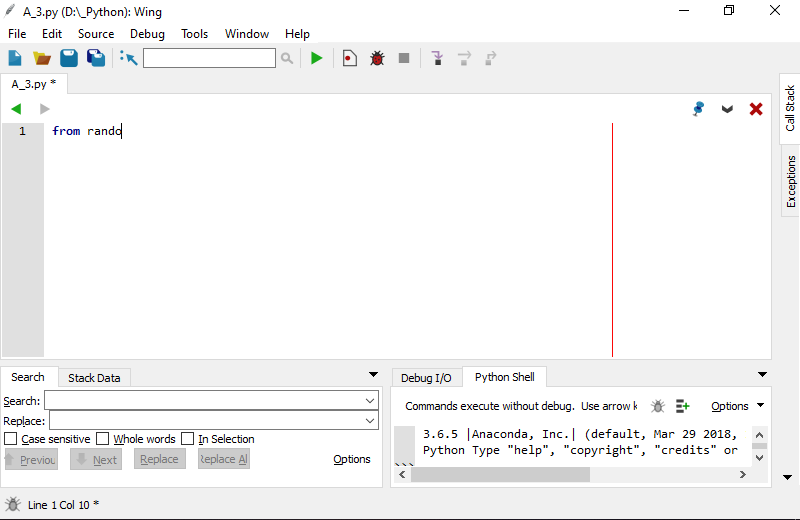 A_3.py (D:\_Python): Wing
File Edit Source Debug Tools Window Help
A_3.py *
Call Stack
Exceptions
1 from rando
Search Stack Data
Search:
Replace:
Case sensitive Whole words In Selection
Previou Next Replace Replace Al
Options
Debug I/O Python Shell
Commands execute without debug. Use arrow k
Options
3.6.5 |Anaconda, Inc.| (default, Mar 29 2018,
Python Type "help", "copyright", "credits" or
>>>
Line 1 Col 10 *